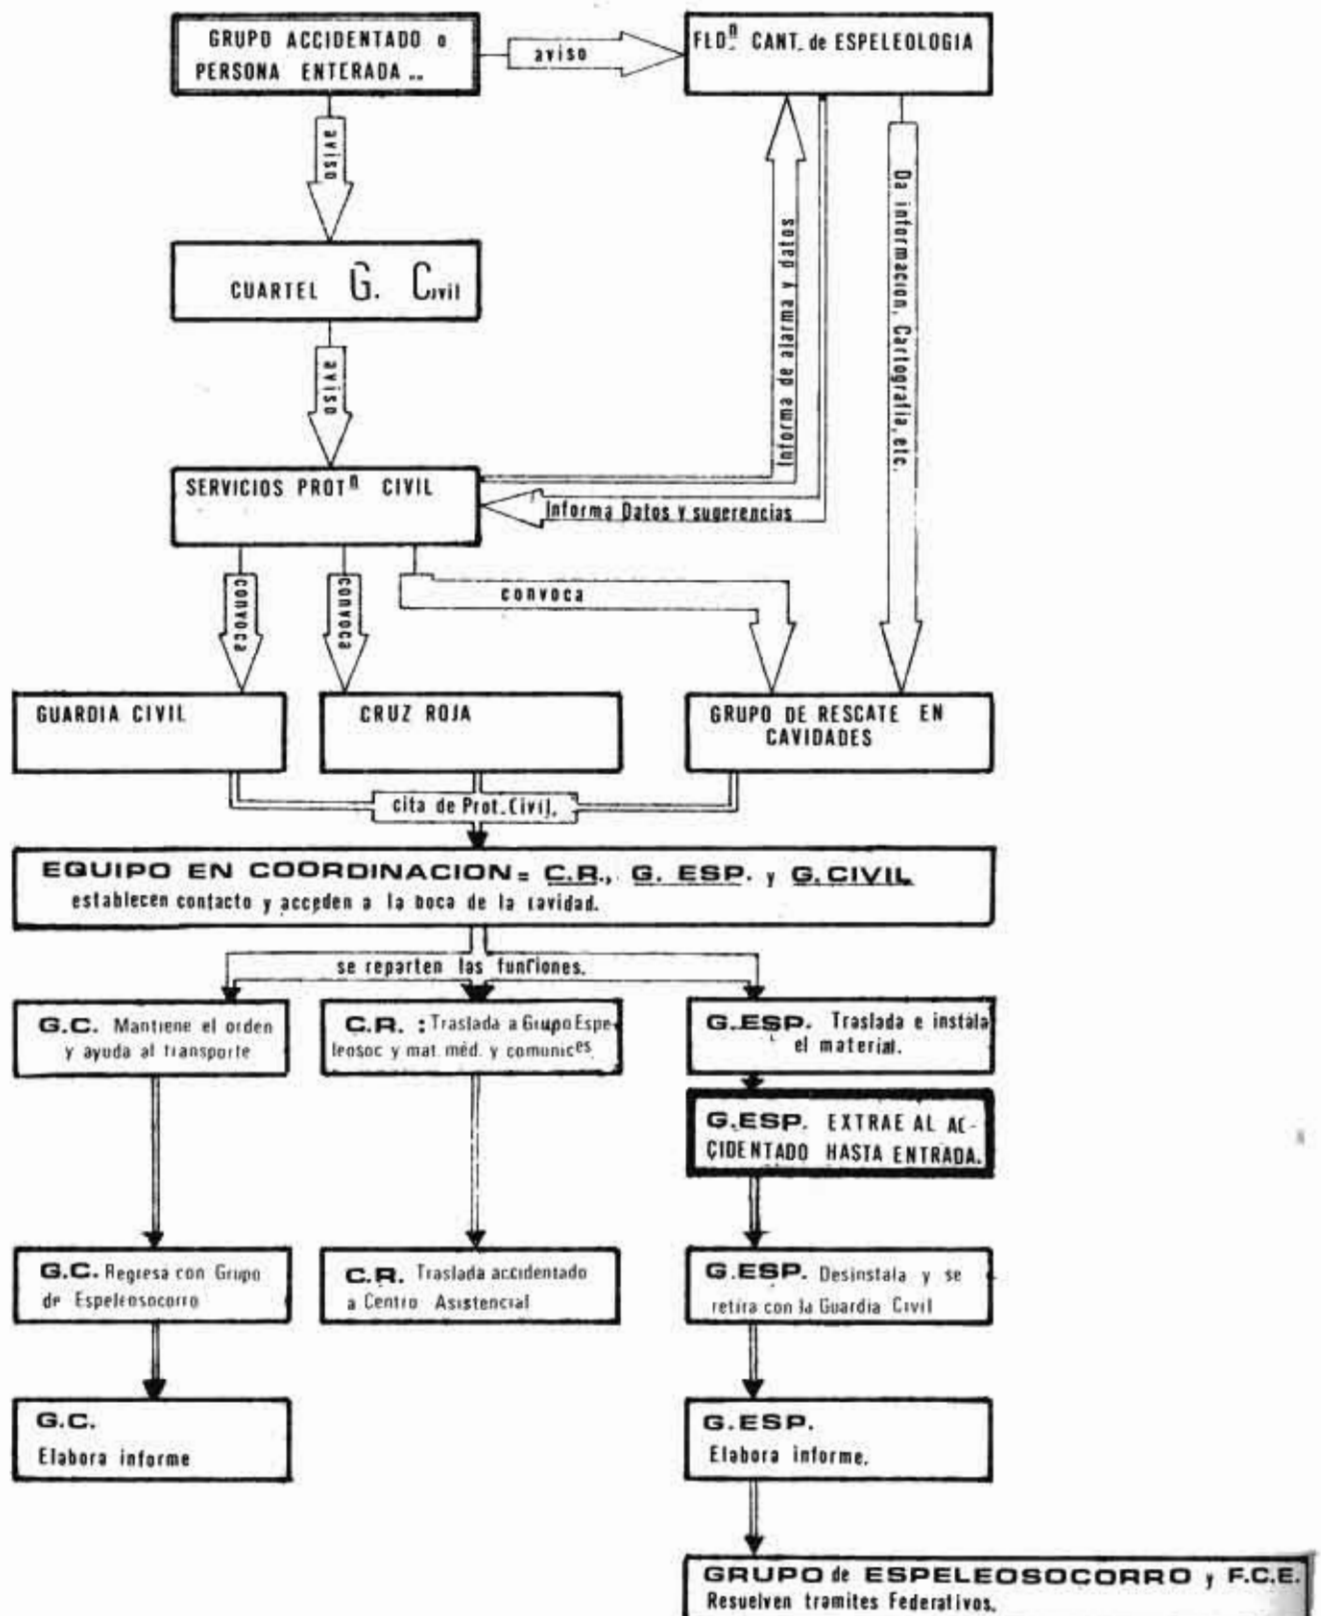 GRUPO ACCIDENTADO o
PERSONA ENTERADA...
aviso
FLDⁿ. CANT. de ESPELEOLOGIA
aviso
CUARTEL G. Civil
aviso
Informa de alarma y datos
Da informacion, Cartografia, etc.
SERVICIOS PROTⁿ CIVIL
Informa Datos y sugerencias
convoca
convoca
convoca
GUARDIA CIVIL
CRUZ ROJA
GRUPO DE RESCATE EN
CAVIDADES
cita de Prot. Civil.
EQUIPO EN COORDINACION = C.R., G. ESP. y G. CIVIL
establecen contacto y acceden a la boca de la cavidad.
se reparten las funciones.
G.C. Mantiene el orden
y ayuda al transporte
C.R. : Traslada a Grupo Espe-
leosoc y mat. méd. y comunicᵉˢ
G.ESP. Traslada e instala
el material.
G.ESP. EXTRAE AL AC-
CIDENTADO HASTA ENTRADA.
G.C. Regresa con Grupo
de Espeleosocorro
C.R. Traslada accidentado
a Centro Asistencial
G.ESP. Desinstala y se
retira con la Guardia Civil
G.C.
Elabora informe
G.ESP.
Elabora informe.
GRUPO de ESPELEOSOCORRO y F.C.E.
Resuelven tramites Federativos.